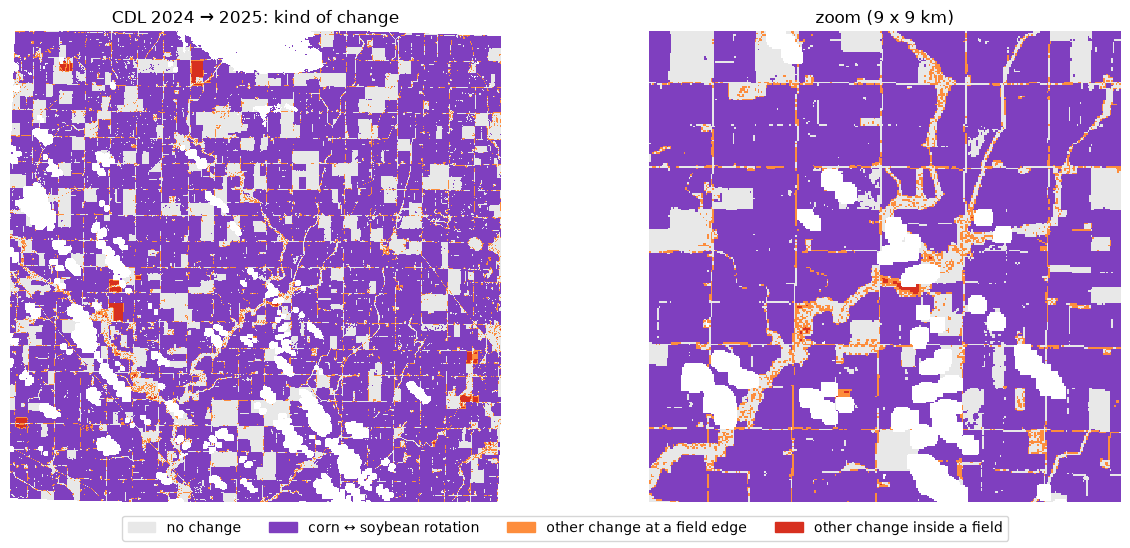 CDL 2024 → 2025: kind of change
zoom (9 x 9 km)
no change
corn ↔ soybean rotation
other change at a field edge
other change inside a field